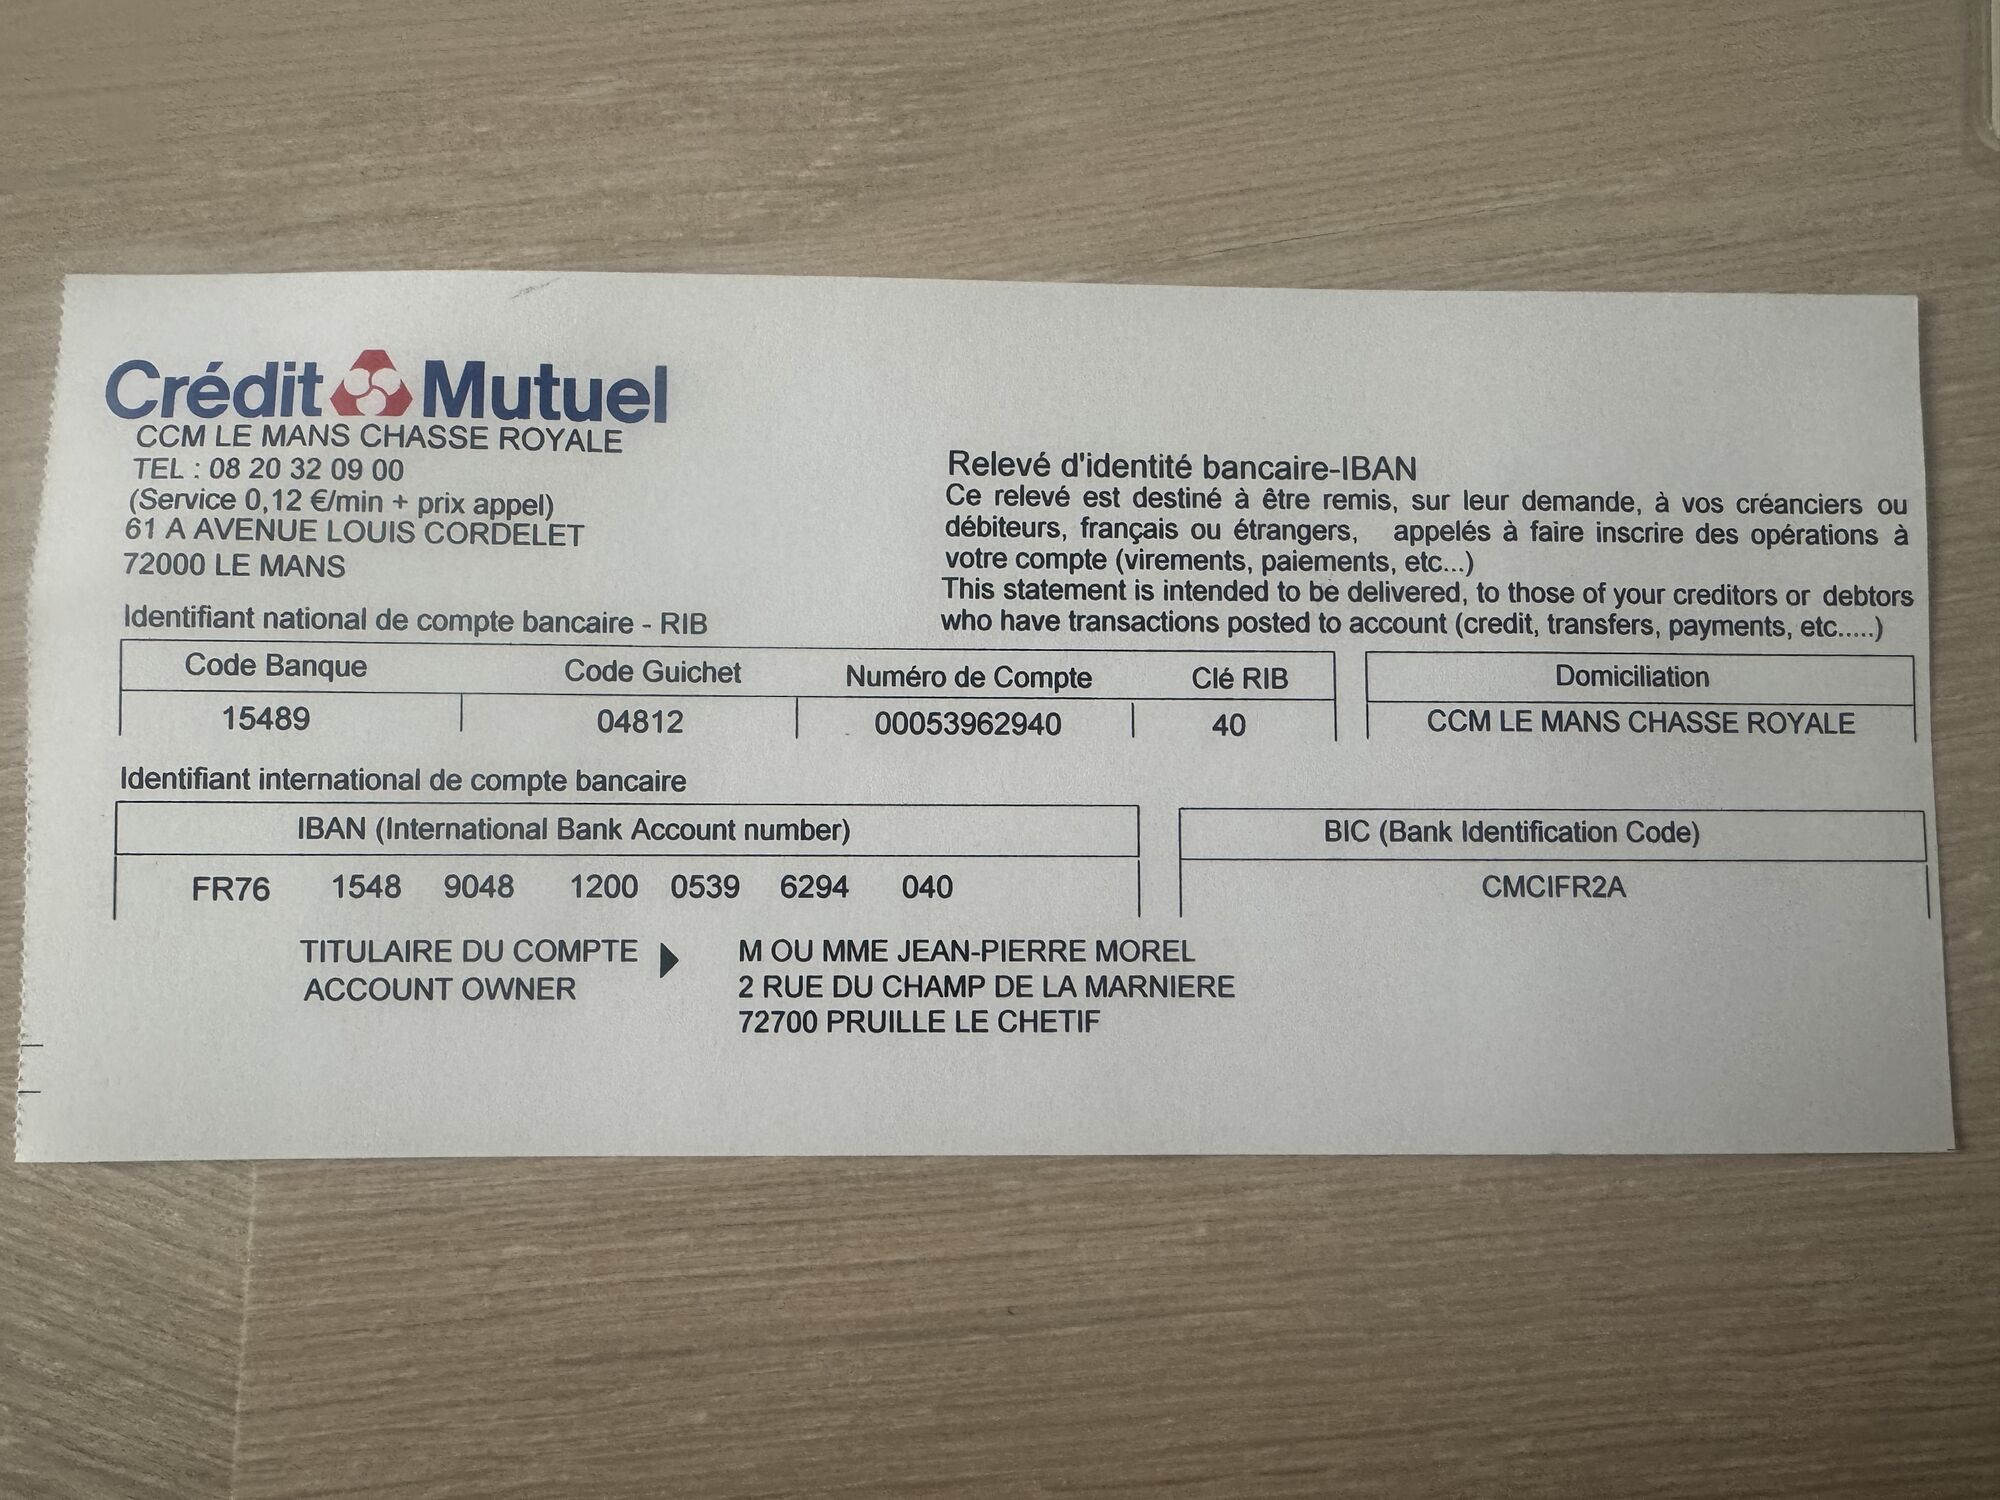 Crédit Mutuel
CCM LE MANS CHASSE ROYALE
TEL : 08 20 32 09 00
(Service 0,12 €/min + prix appel)
61 A AVENUE LOUIS CORDELET
72000 LE MANS
Relevé d'identité bancaire-IBAN
Ce relevé est destiné à être remis, sur leur demande, à vos créanciers ou
débiteurs, français ou étrangers, appelés à faire inscrire des opérations à
votre compte (virements, paiements, etc...)
This statement is intended to be delivered, to those of your creditors or debtors
who have transactions posted to account (credit, transfers, payments, etc.....)
Identifiant national de compte bancaire - RIB
Code Banque Code Guichet Numéro de Compte Clé RIB Domiciliation
15489 04812 00053962940 40 CCM LE MANS CHASSE ROYALE
Identifiant international de compte bancaire
IBAN (International Bank Account number) BIC (Bank Identification Code)
FR76 1548 9048 1200 0539 6294 040 CMCIFR2A
TITULAIRE DU COMPTE M OU MME JEAN-PIERRE MOREL
ACCOUNT OWNER 2 RUE DU CHAMP DE LA MARNIERE
72700 PRUILLE LE CHETIF